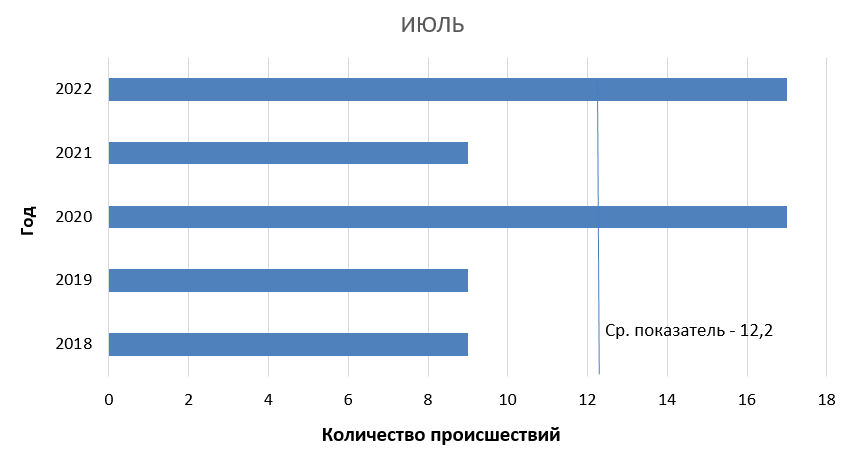 ИЮЛЬ
2022
2021
2020
2019
2018
Год
Ср. показатель - 12,2
0 2 4 6 8 10 12 14 16 18
Количество происшествий